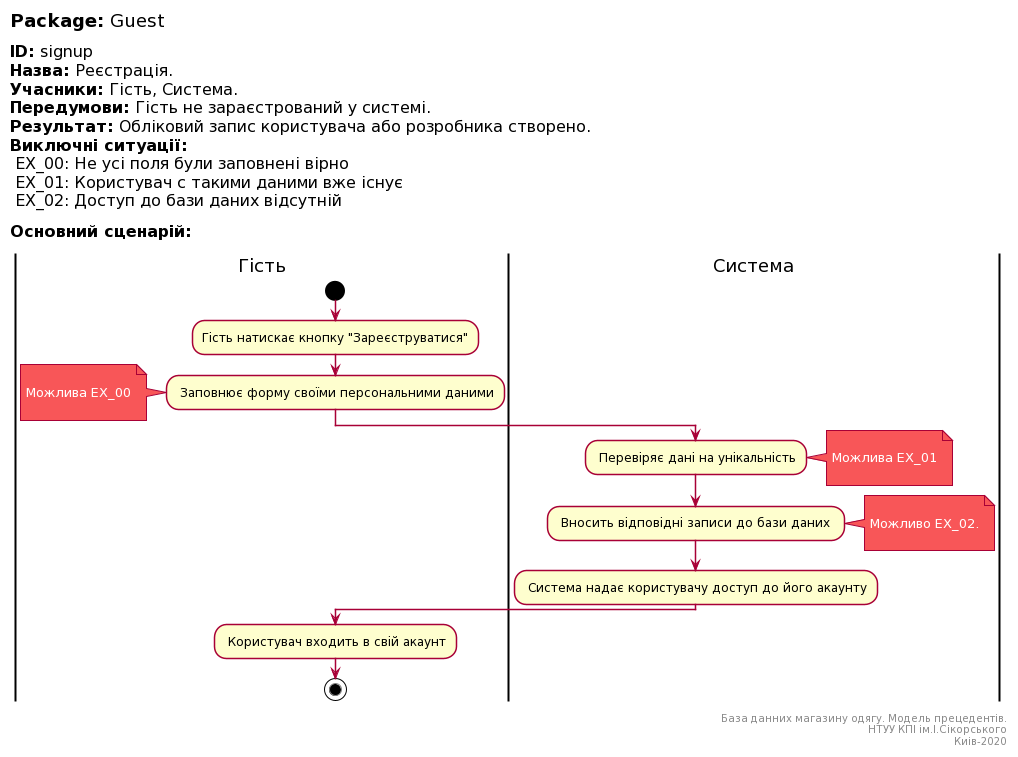 Package: Guest
ID: signup
Назва: Реєстрація.
Учасники: Гість, Система.
Передумови: Гість не зараєстрований у системі.
Результат: Обліковий запис користувача або розробника створено.
Виключні ситуації:
EX_00: Не усі поля були заповнені вірно
EX_01: Користувач с такими даними вже існує
EX_02: Доступ до бази даних відсутній
Основний сценарій:
Гість
Система
Гість натискає кнопку "Зареєструватися"
Можлива EX_00
Заповнює форму своїми персональними даними
Перевіряє дані на унікальність
Можлива EX_01
Вносить відповідні записи до бази даних
Можливо EX_02.
Система надає користувачу доступ до його акаунту
Користувач входить в свій акаунт
База данних магазину одягу. Модель прецедентів.
НТУУ КПІ ім.І.Сікорського
Киів-2020